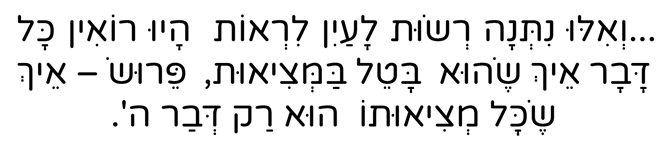 ...וְאִלּוּ נִתְּנָה רְשׁוּת לָעַיִן לִרְאוֹת הָיוּ רוֹאִין כָּל
דָּבָר אֵיךְ שֶׁהוּא בָּטֵל בַּמְּצִיאוּת, פֵּרוּשׁ – אֵיךְ
שֶׁכָּל מְצִיאוּתוֹ הוּא רַק דְּבַר ה'.